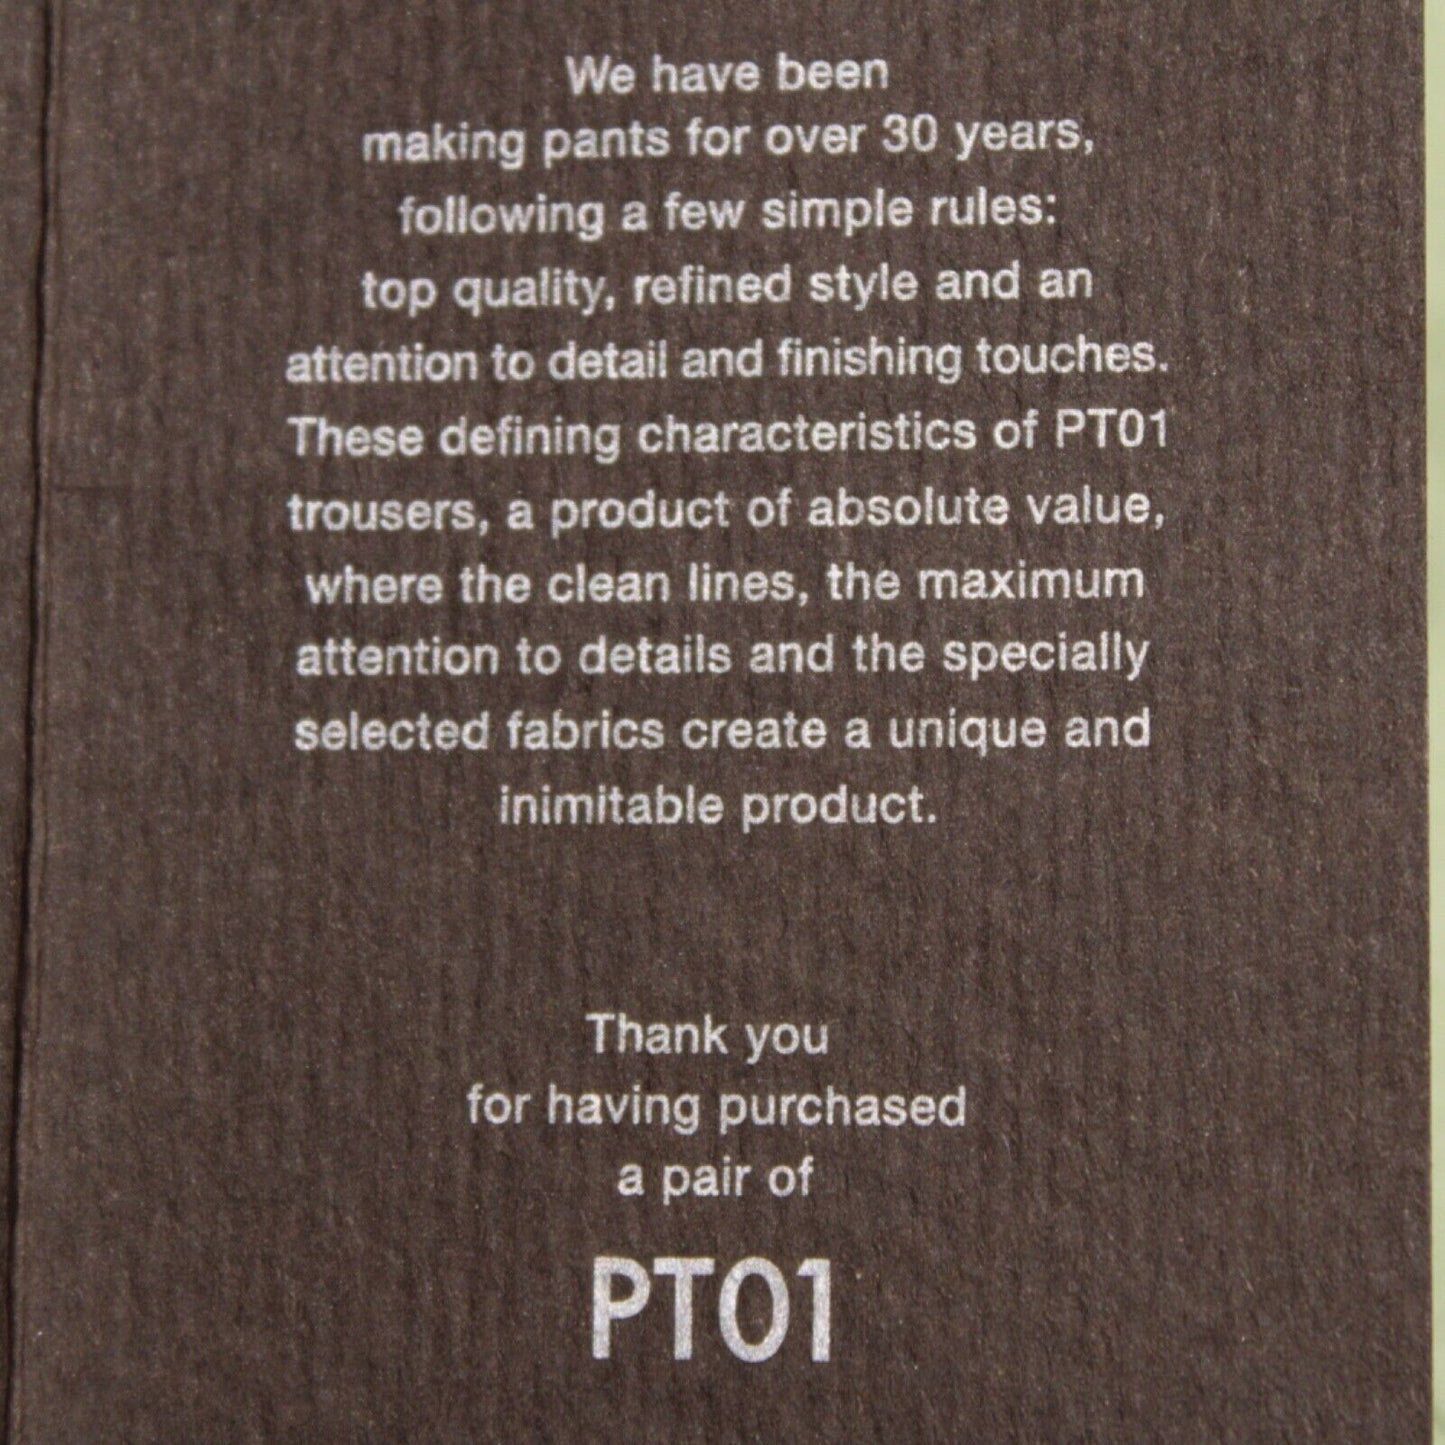 We have been
making pants for over 30 years,
following a few simple rules:
top quality, refined style and an
attention to detail and finishing touches.
These defining characteristics of PT01
trousers, a product of absolute value,
where the clean lines, the maximum
attention to details and the specially
selected fabrics create a unique and
inimitable product.
Thank you
for having purchased
a pair of
PT01